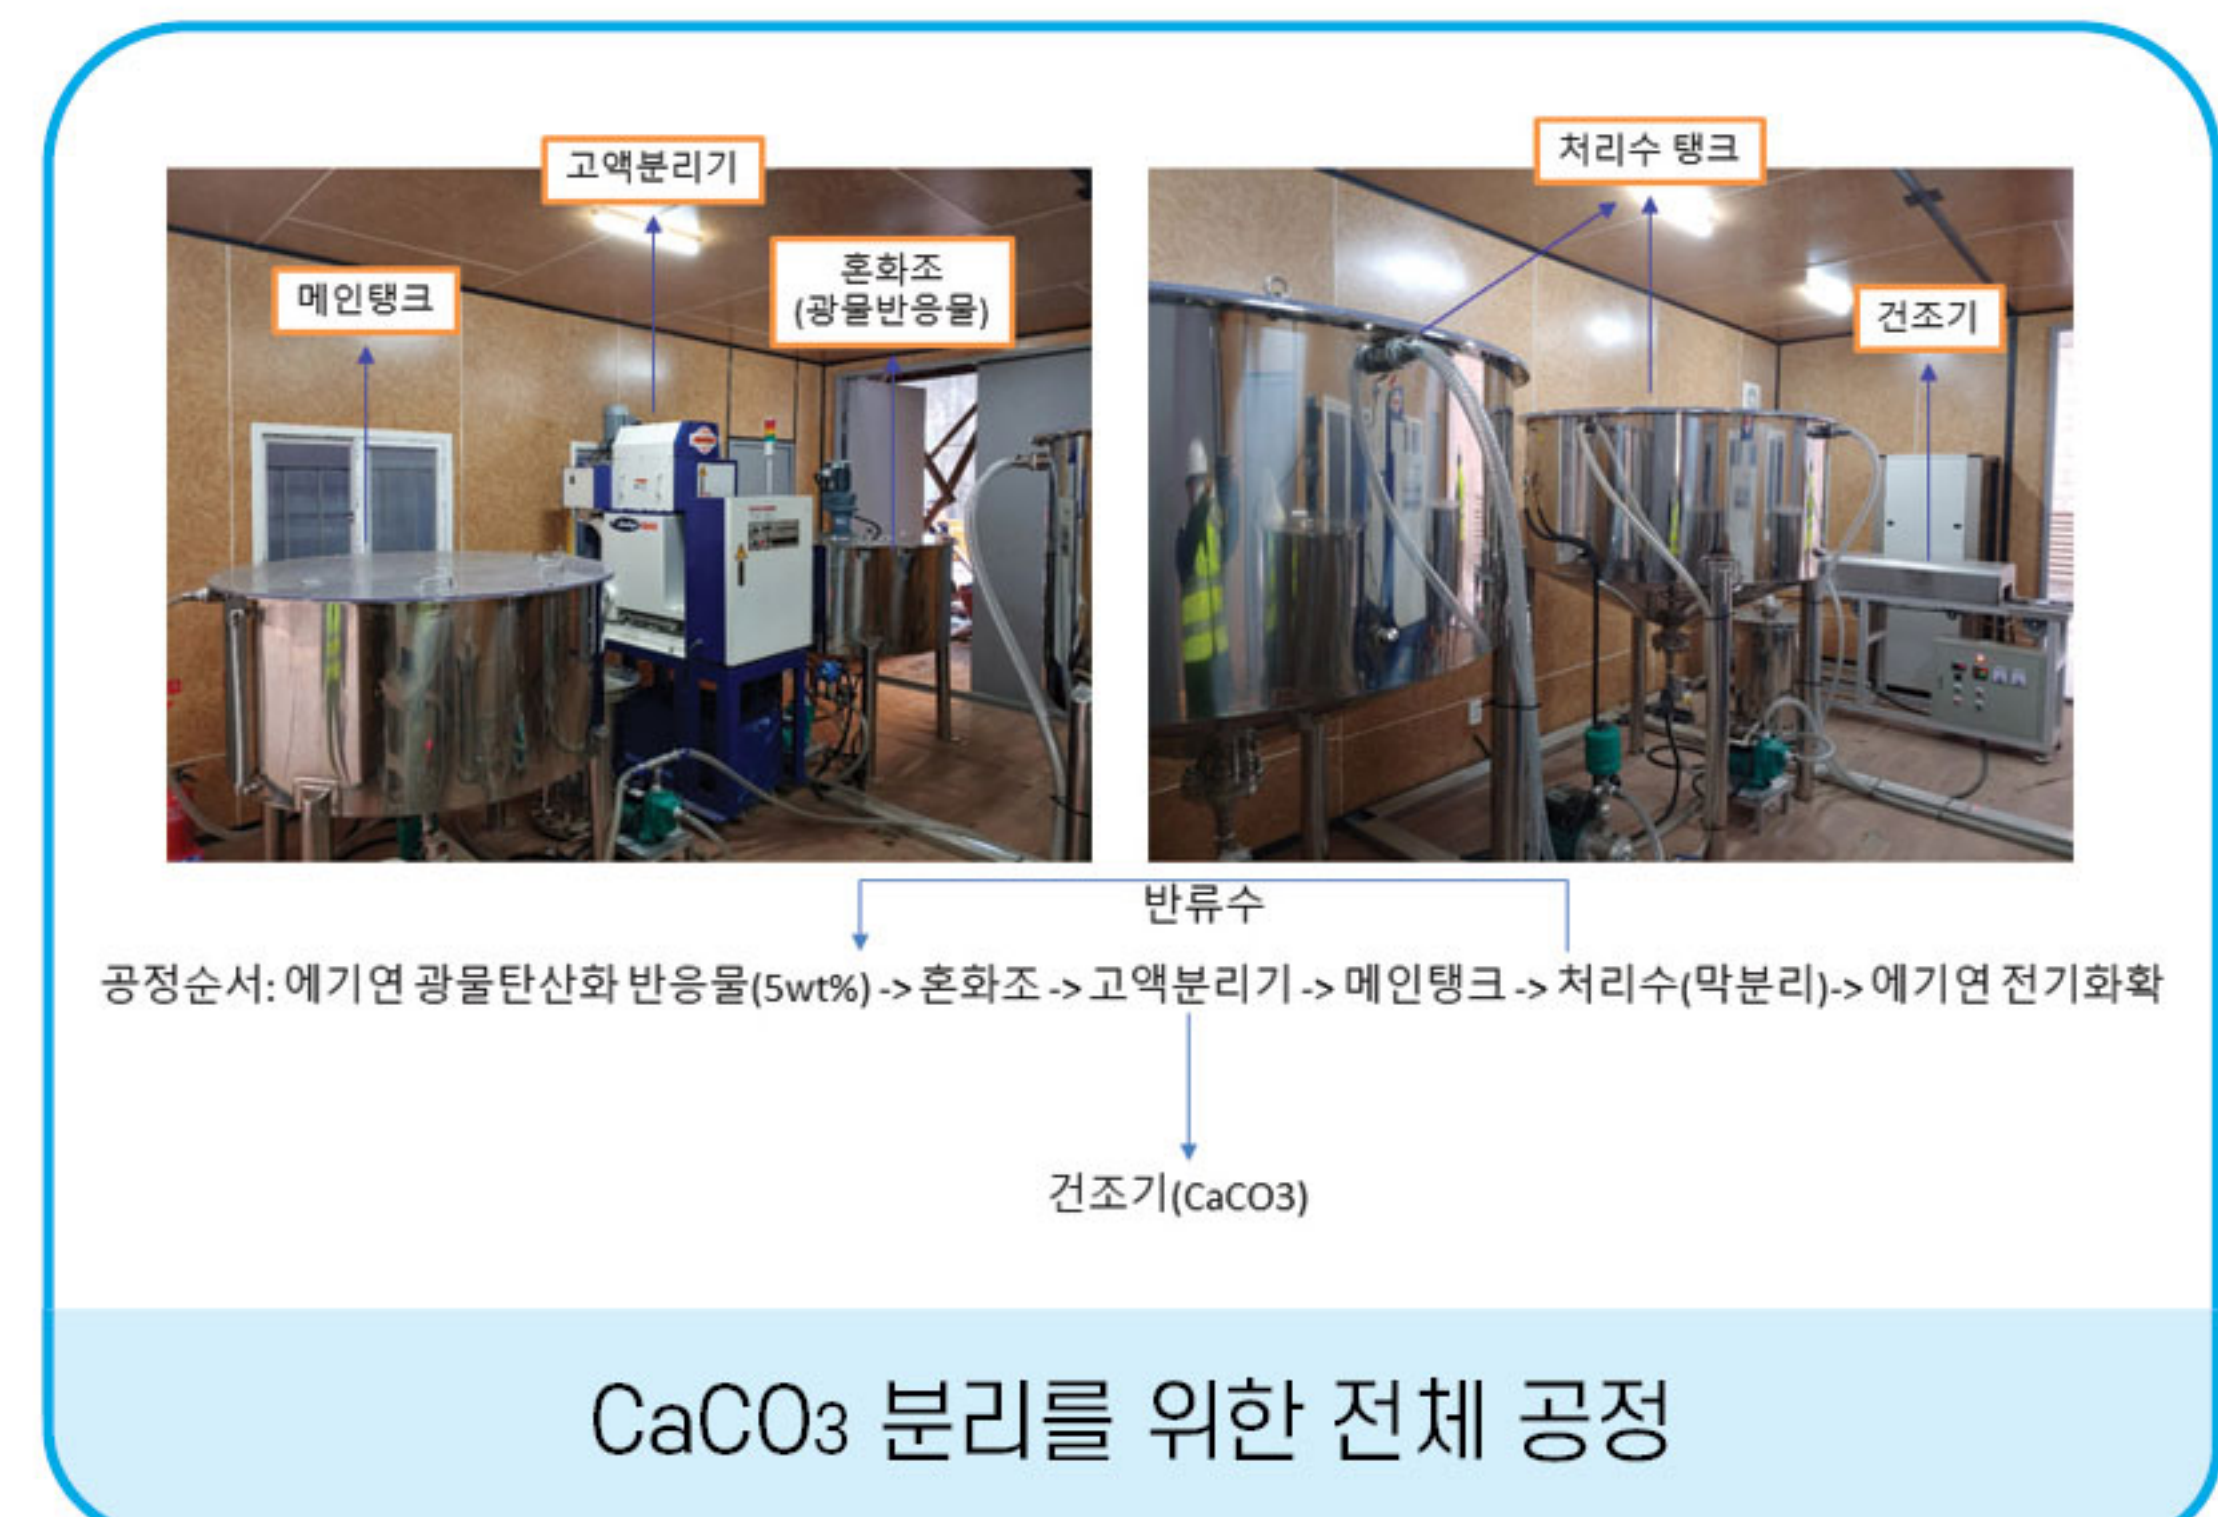 고액분리기
처리수 탱크
혼화조
(광물반응물)
메인탱크
건조기
반류수
공정순서: 에기연 광물탄산화 반응물(5wt%) -> 혼화조 -> 고액분리기 -> 메인탱크 -> 처리수(막분리)-> 에기연 전기화확
건조기(CaCO3)
CaCO3 분리를 위한 전체 공정